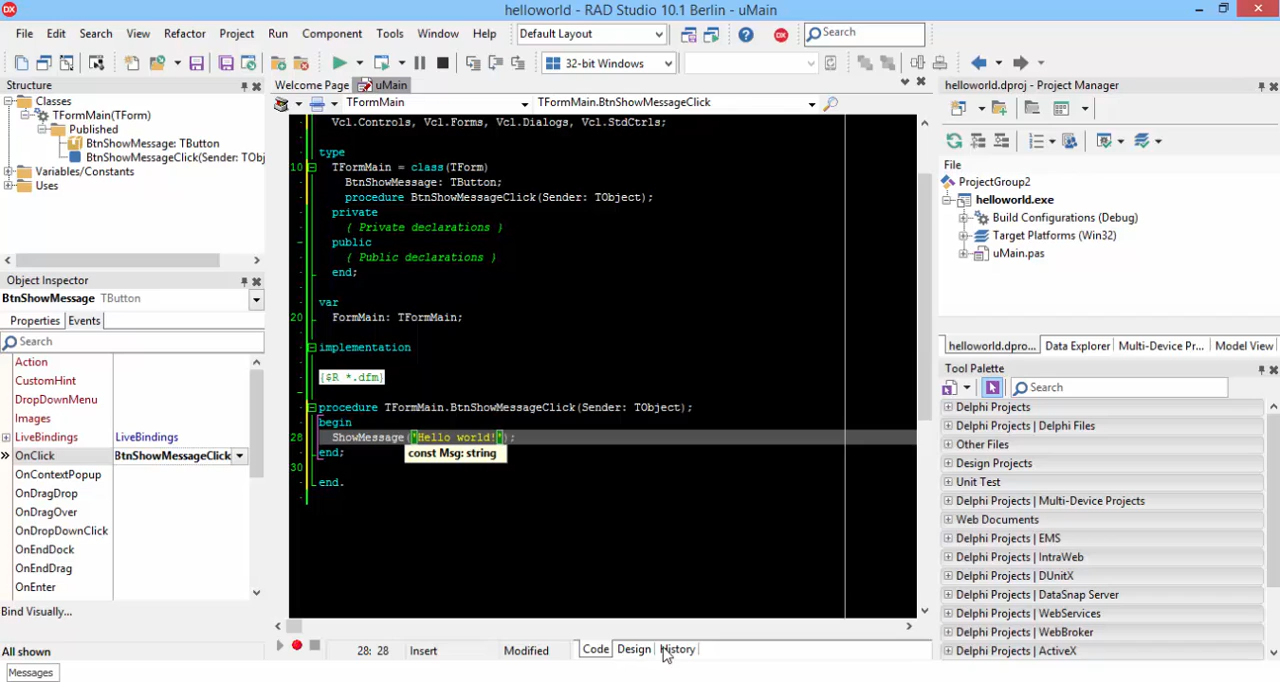 helloworld - RAD Studio 10.1 Berlin - uMain
File Edit Search View Refactor Project Run Component Tools Window Help Default Layout Search
32-bit Windows
Structure
Classes
TFormMain(TForm)
Published
BtnShowMessage: TButton
BtnShowMessageClick(Sender: TObj
Variables/Constants
Uses
Object Inspector
BtnShowMessage TButton
Properties Events
Search
Action
CustomHint
DropDownMenu
Images
LiveBindings LiveBindings
OnClick BtnShowMessageClick
OnContextPopup
OnDragDrop
OnDragOver
OnDropDownClick
OnEndDock
OnEndDrag
OnEnter
Bind Visually...
All shown
Messages
Welcome Page uMain
TFormMain TFormMain.BtnShowMessageClick
Vcl.Controls, Vcl.Forms, Vcl.Dialogs, Vcl.StdCtrls;
type
10 TFormMain = class(TForm)
BtnShowMessage: TButton;
procedure BtnShowMessageClick(Sender: TObject);
private
{ Private declarations }
public
{ Public declarations }
end;
var
20 FormMain: TFormMain;
implementation
{$R *.dfm}
procedure TFormMain.BtnShowMessageClick(Sender: TObject);
begin
28 ShowMessage('Hello world!');
end;
const Msg: string
30
end.
28: 28 Insert Modified Code Design History
helloworld.dproj - Project Manager
File
ProjectGroup2
helloworld.exe
Build Configurations (Debug)
Target Platforms (Win32)
uMain.pas
helloworld.dpro... Data Explorer Multi-Device Pr... Model View
Tool Palette
Search
Delphi Projects
Delphi Projects | Delphi Files
Other Files
Design Projects
Unit Test
Delphi Projects | Multi-Device Projects
Web Documents
Delphi Projects | EMS
Delphi Projects | IntraWeb
Delphi Projects | DUnitX
Delphi Projects | DataSnap Server
Delphi Projects | WebServices
Delphi Projects | WebBroker
Delphi Projects | ActiveX